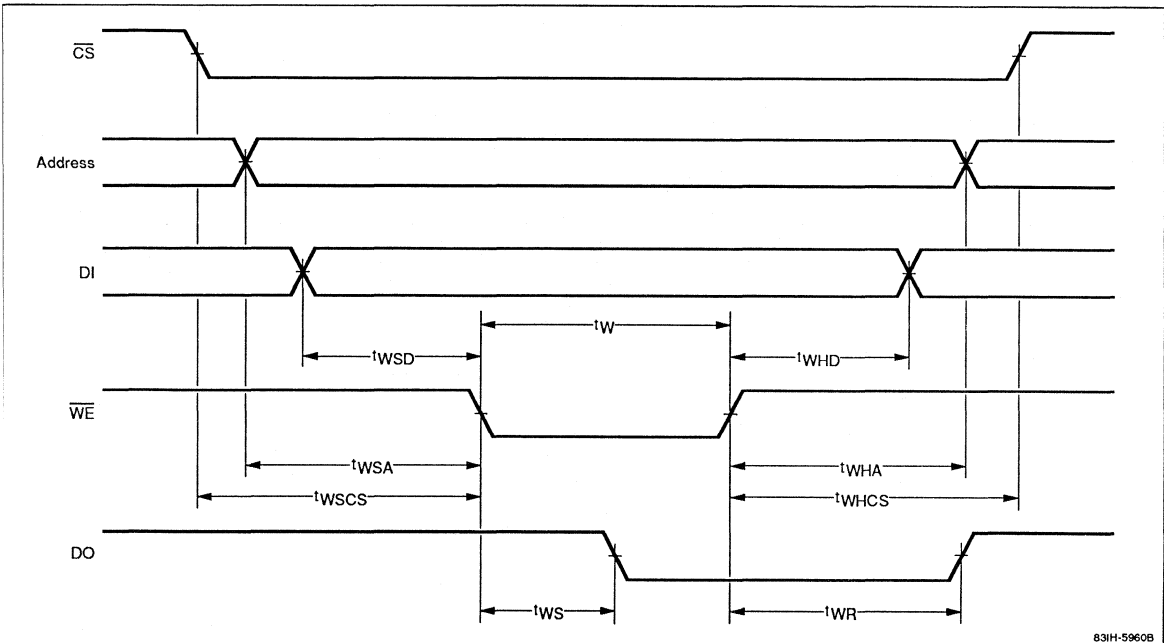 CS
Address
DI
tW
tWSD
tWHD
WE
tWSA
tWHA
tWSCS
tWHCS
DO
tWS
tWR
83IH-5960B